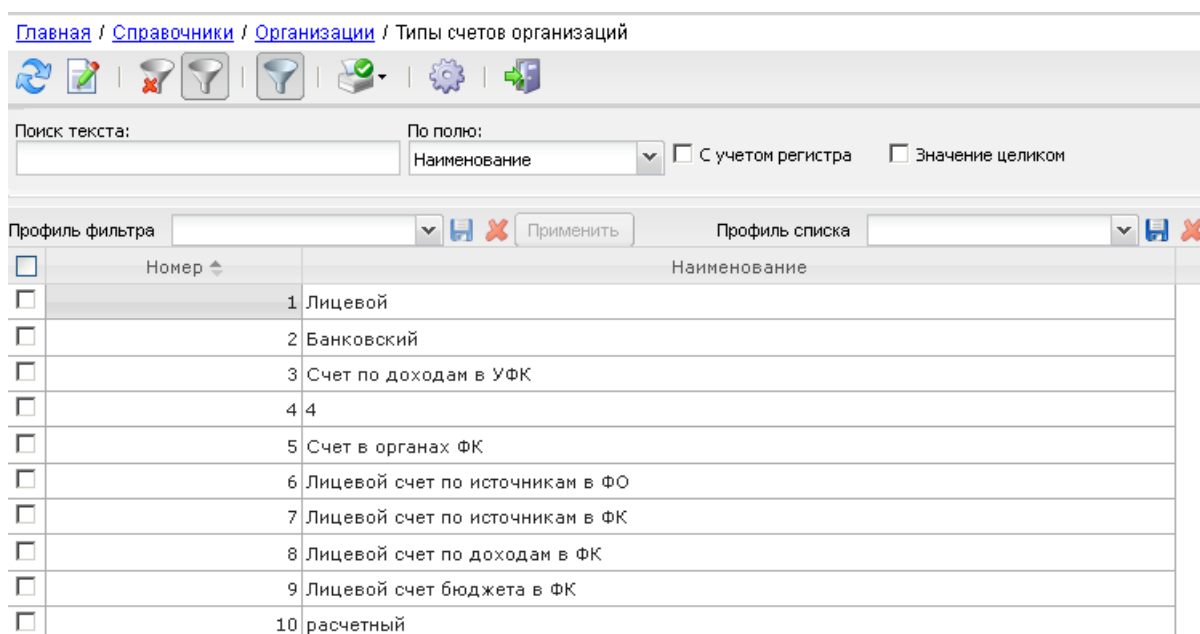 Главная / Справочники / Организации / Типы счетов организаций
Поиск текста: По полю:
Наименование С учетом регистра Значение целиком
Профиль фильтра Применить Профиль списка
Номер Наименование
1 Лицевой
2 Банковский
3 Счет по доходам в УФК
4 4
5 Счет в органах ФК
6 Лицевой счет по источникам в ФО
7 Лицевой счет по источникам в ФК
8 Лицевой счет по доходам в ФК
9 Лицевой счет бюджета в ФК
10 расчетный